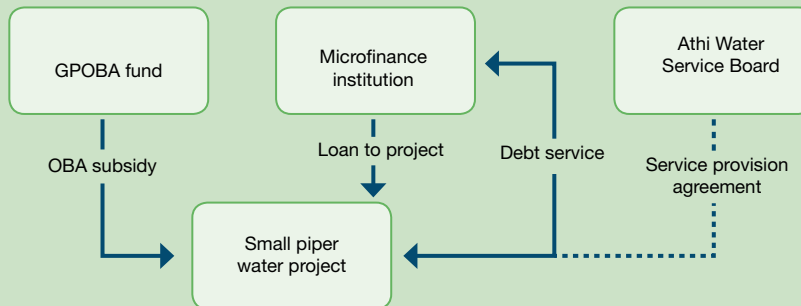 GPOBA fund
Microfinance
institution
Athi Water
Service Board
OBA subsidy
Loan to project
Debt service
Service provision
agreement
Small piper
water project